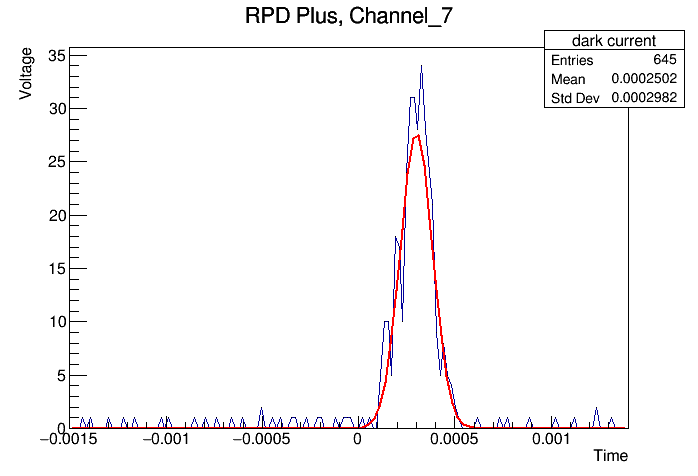 RPD Plus, Channel_7
dark current
Entries 645
Mean 0.0002502
Std Dev 0.0002982
Voltage
35
30
25
20
15
10
5
0
−0.0015 −0.001 −0.0005 0 0.0005 0.001
Time